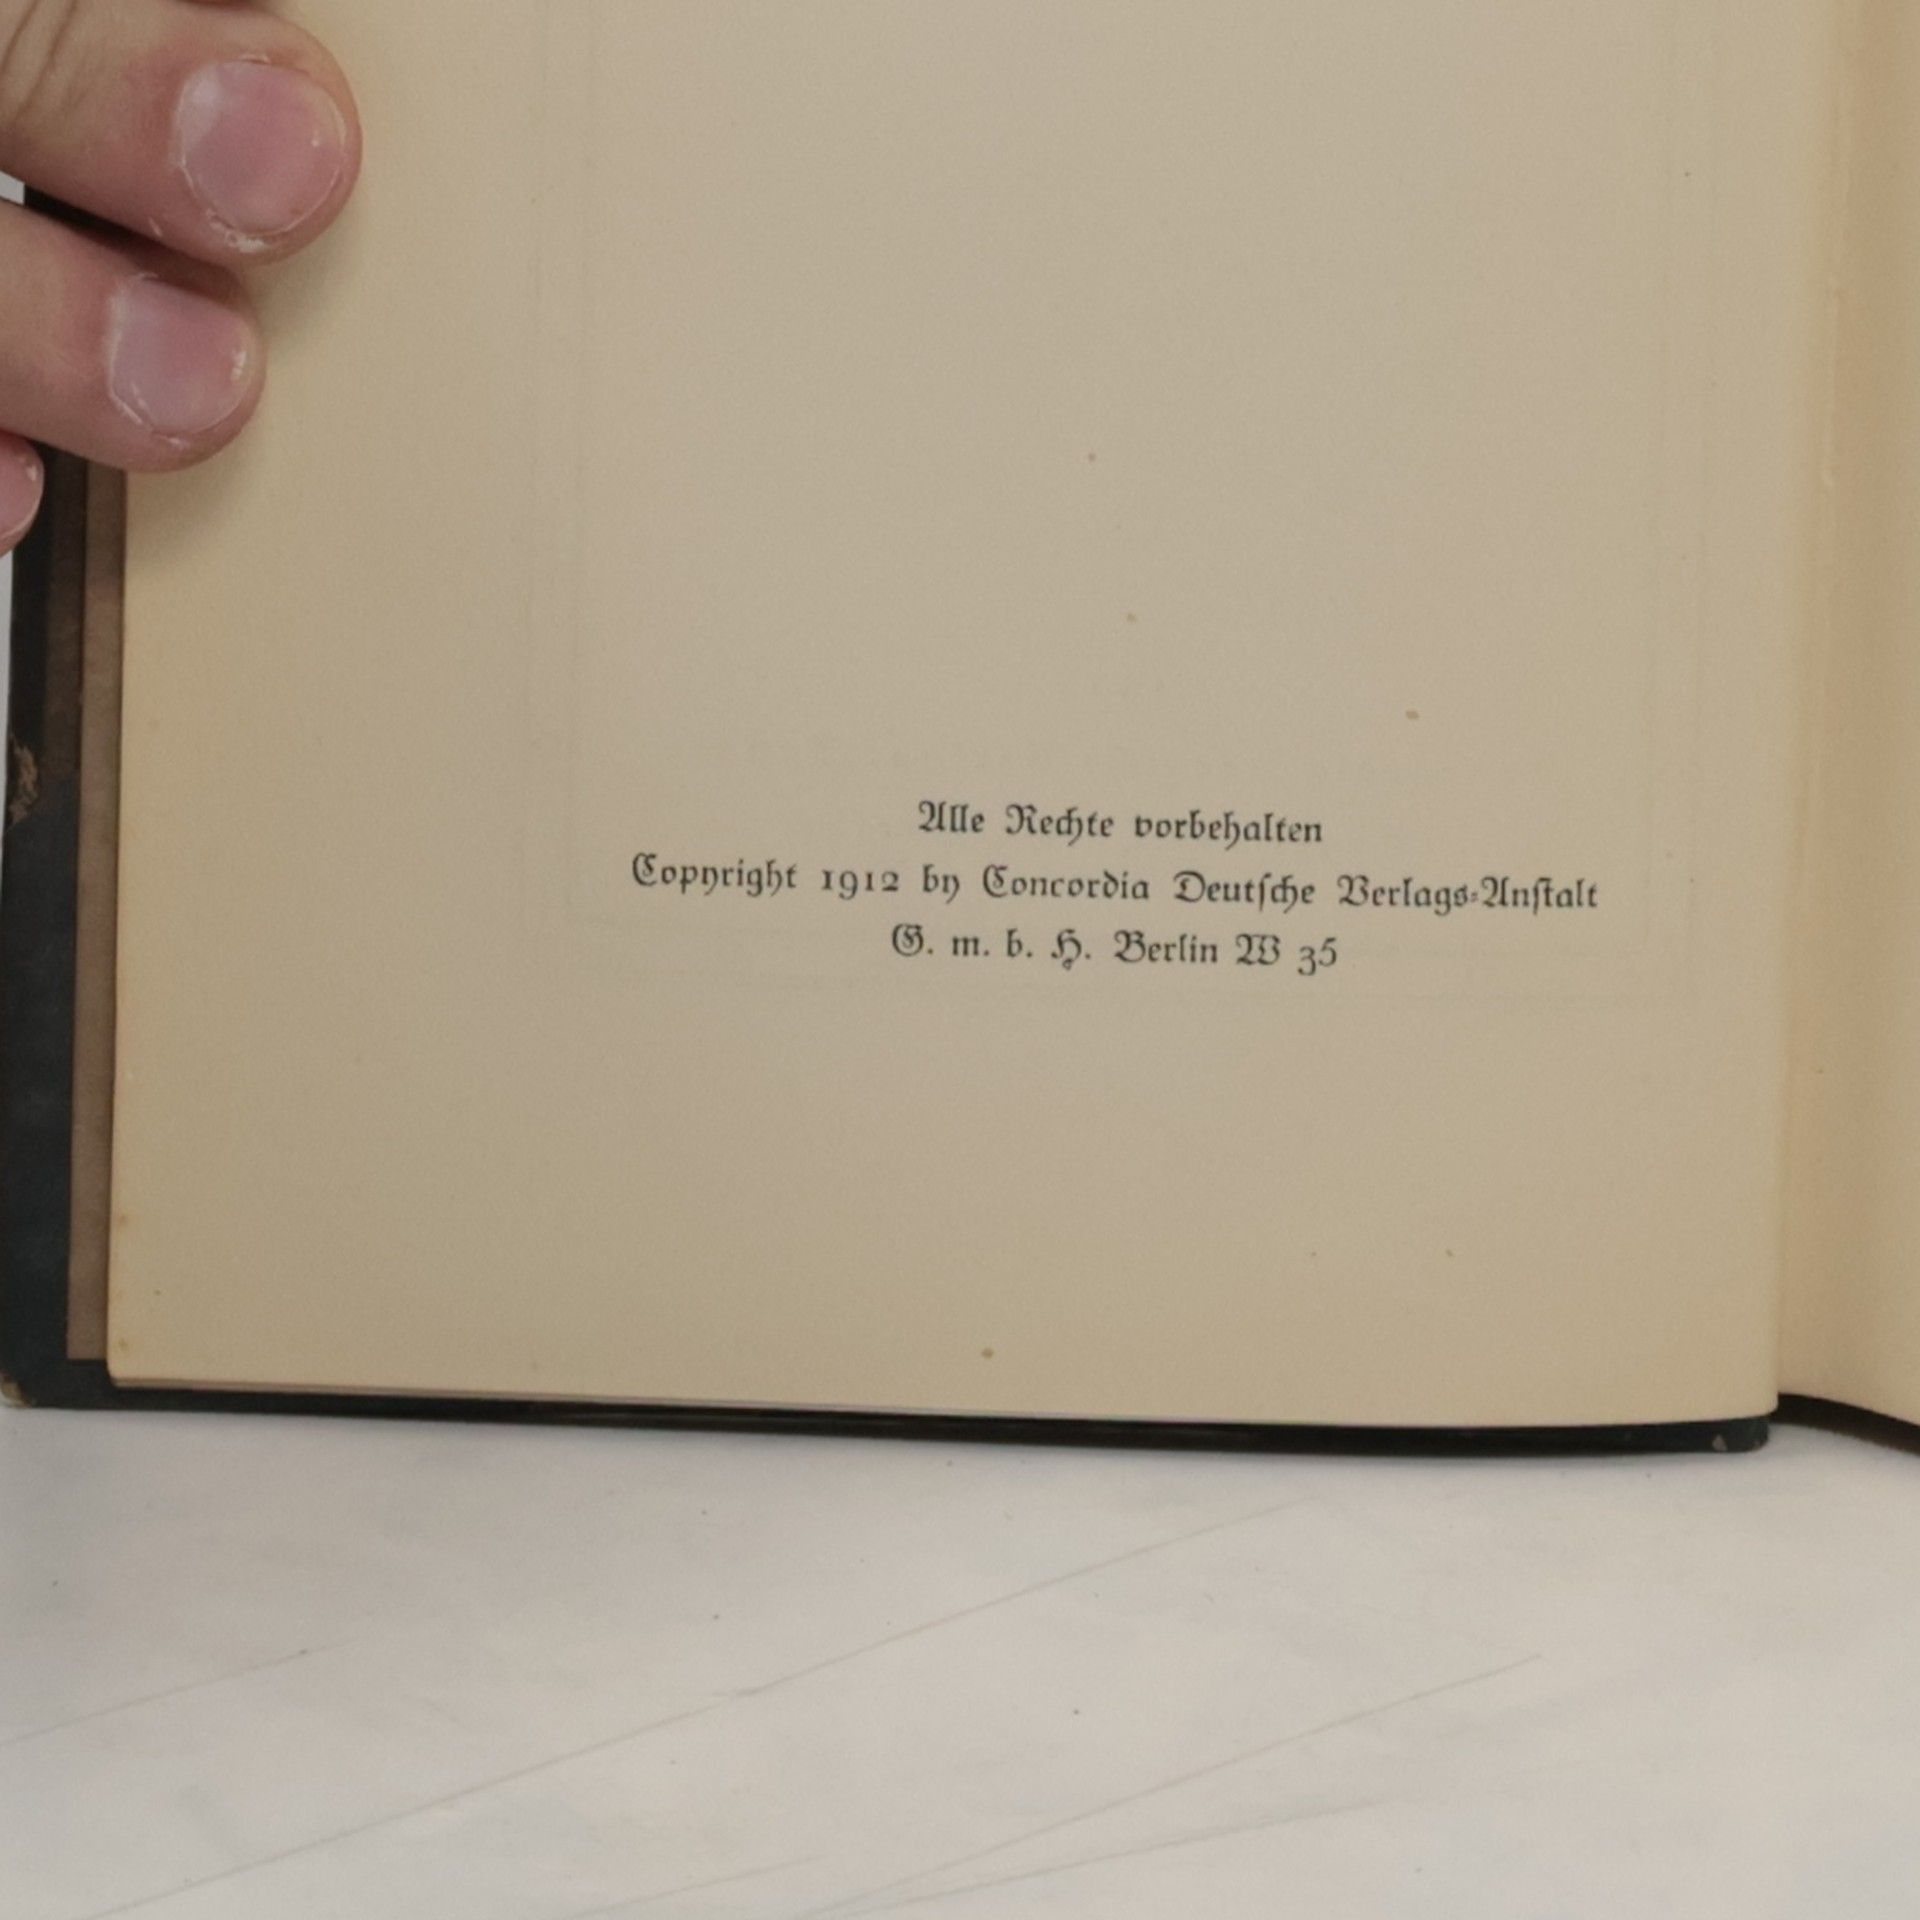 Alle Rechte vorbehalten
Copyright 1912 by Concordia Deutſche Verlags-Anſtalt
G. m. b. H. Berlin W 35